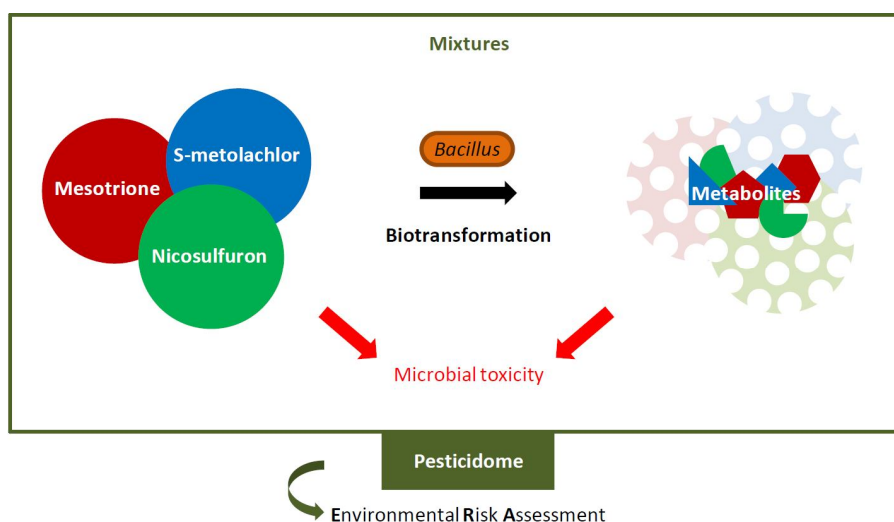 Mixtures
S-metolachlor
Mesotrione
Nicosulfuron
Bacillus
Biotransformation
Metabolites
Microbial toxicity
Pesticidome
Environmental Risk Assessment